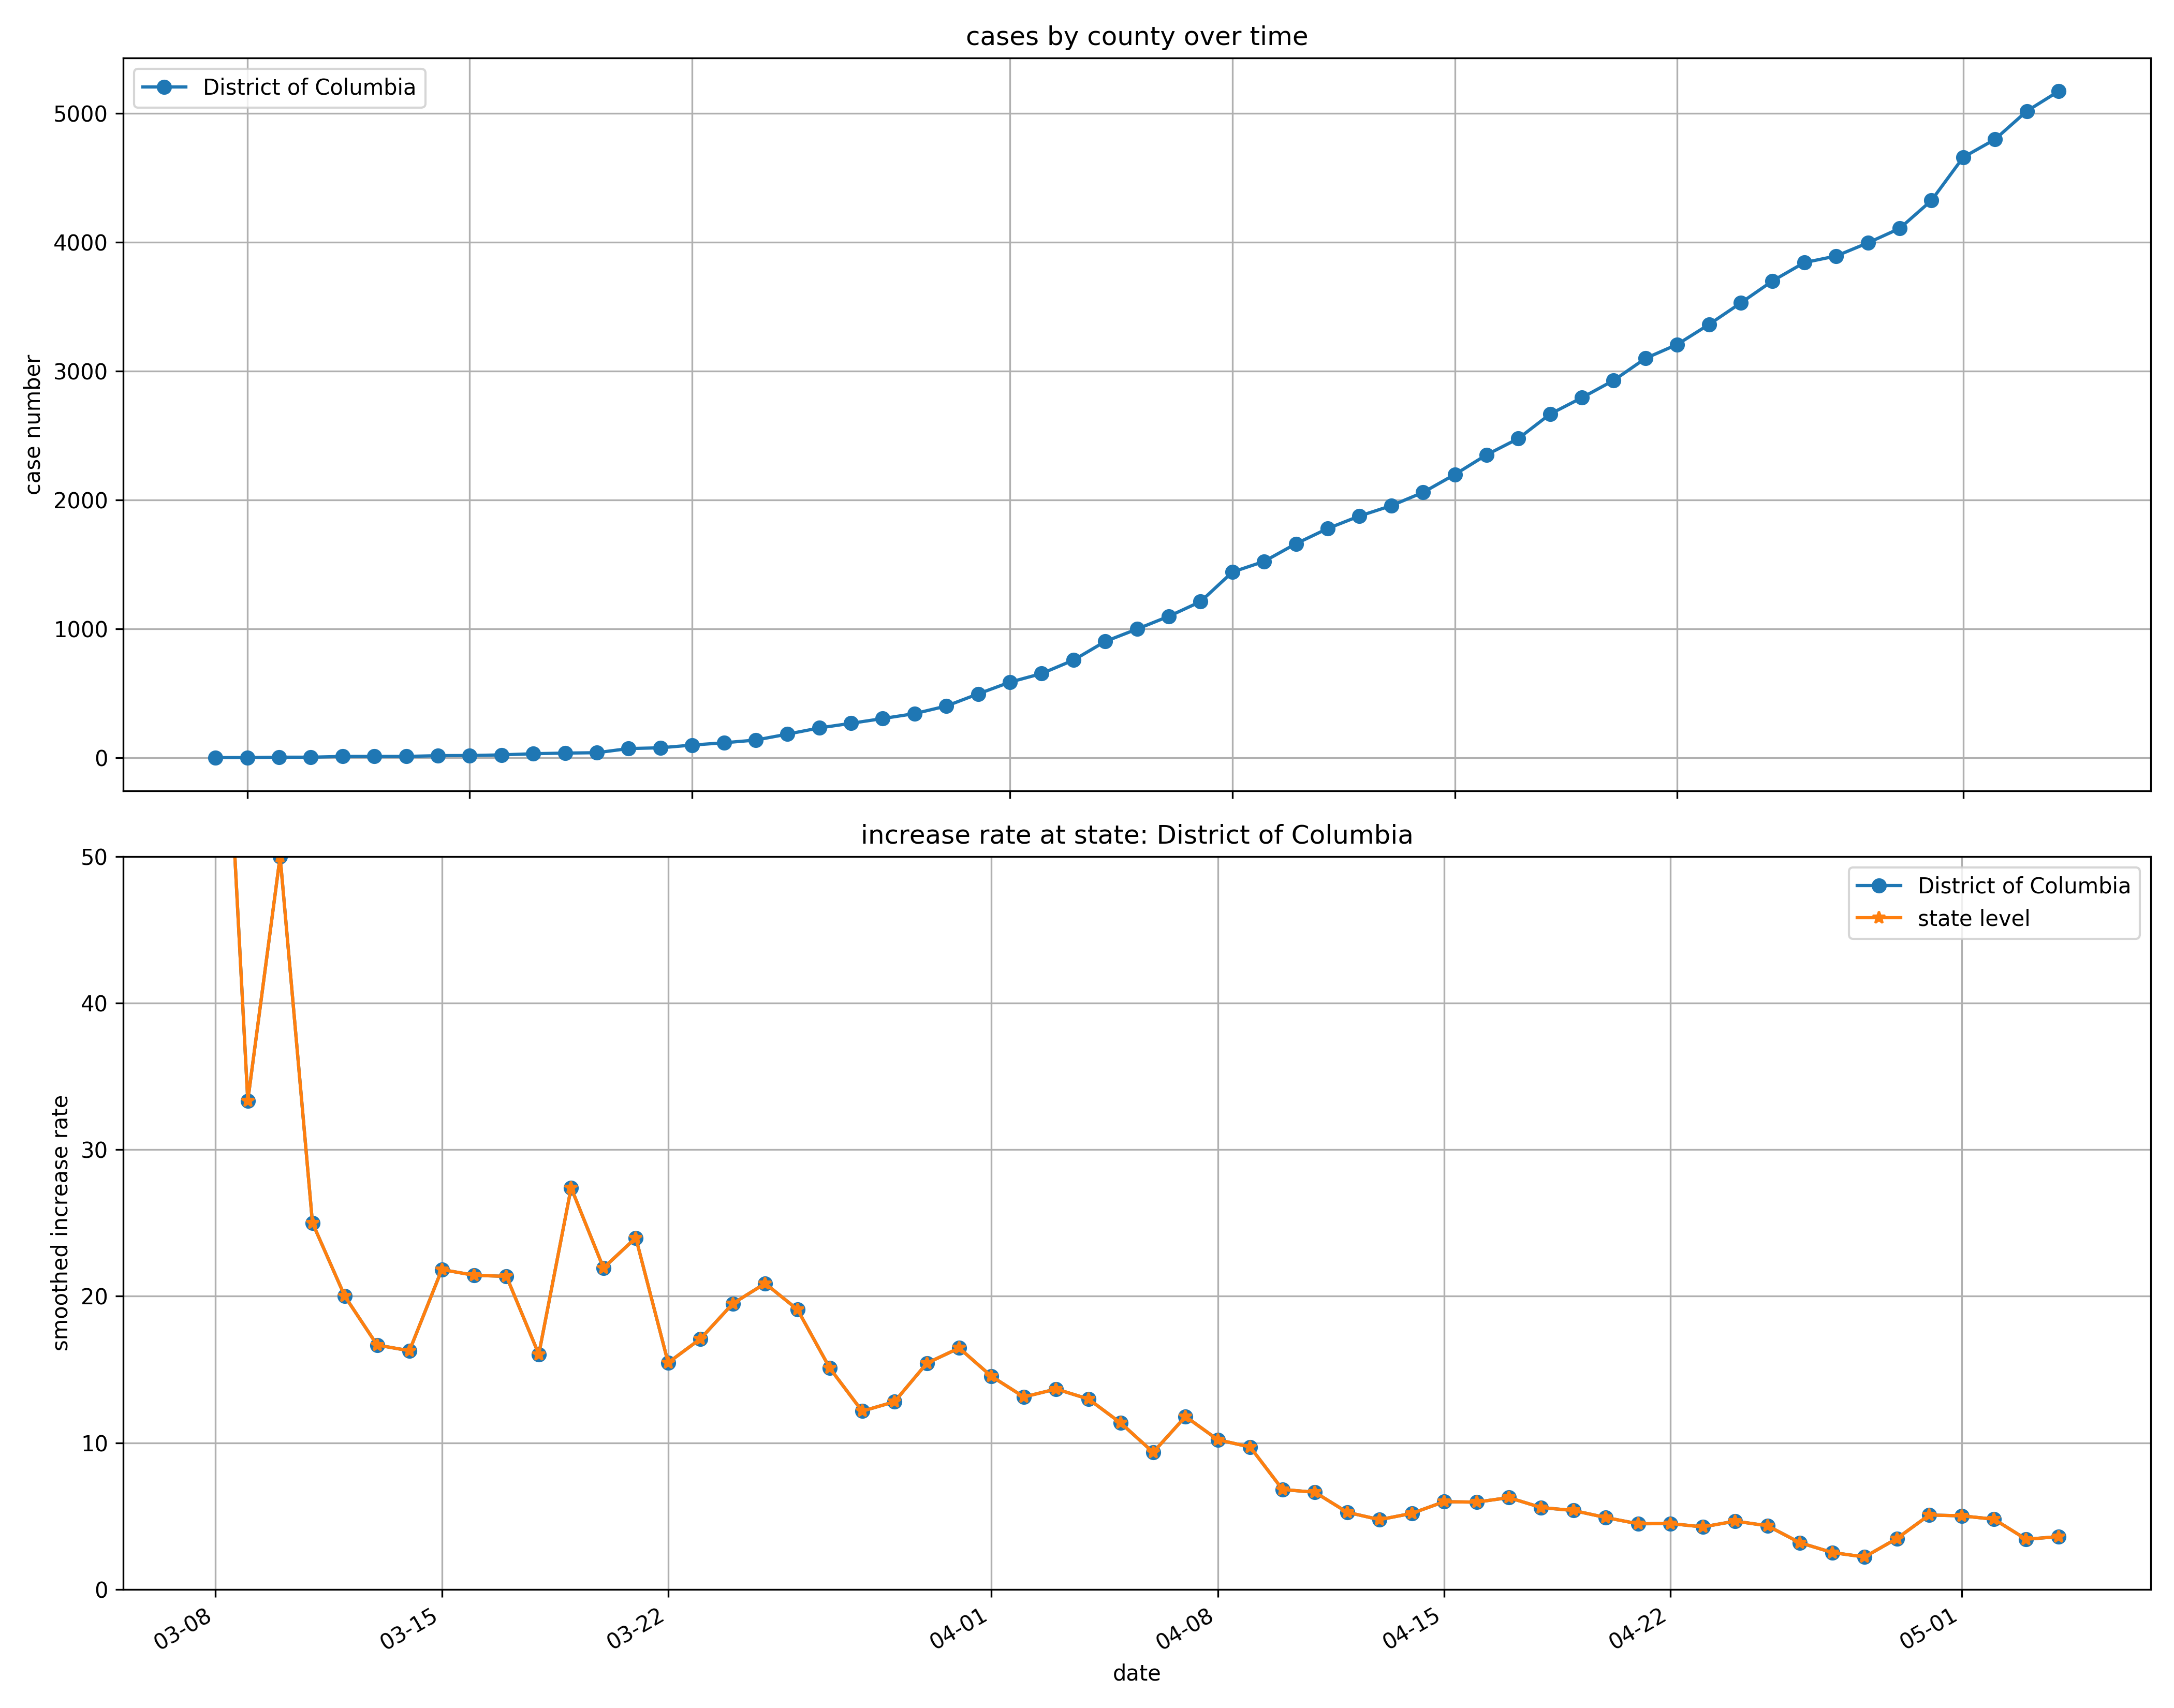 cases by county over time
District of Columbia
5000
4000
3000
2000
1000
0
case number
increase rate at state: District of Columbia
District of Columbia
state level
50
40
30
20
10
0
smoothed increase rate
03-08
03-15
03-22
04-01
04-08
04-15
04-22
05-01
date